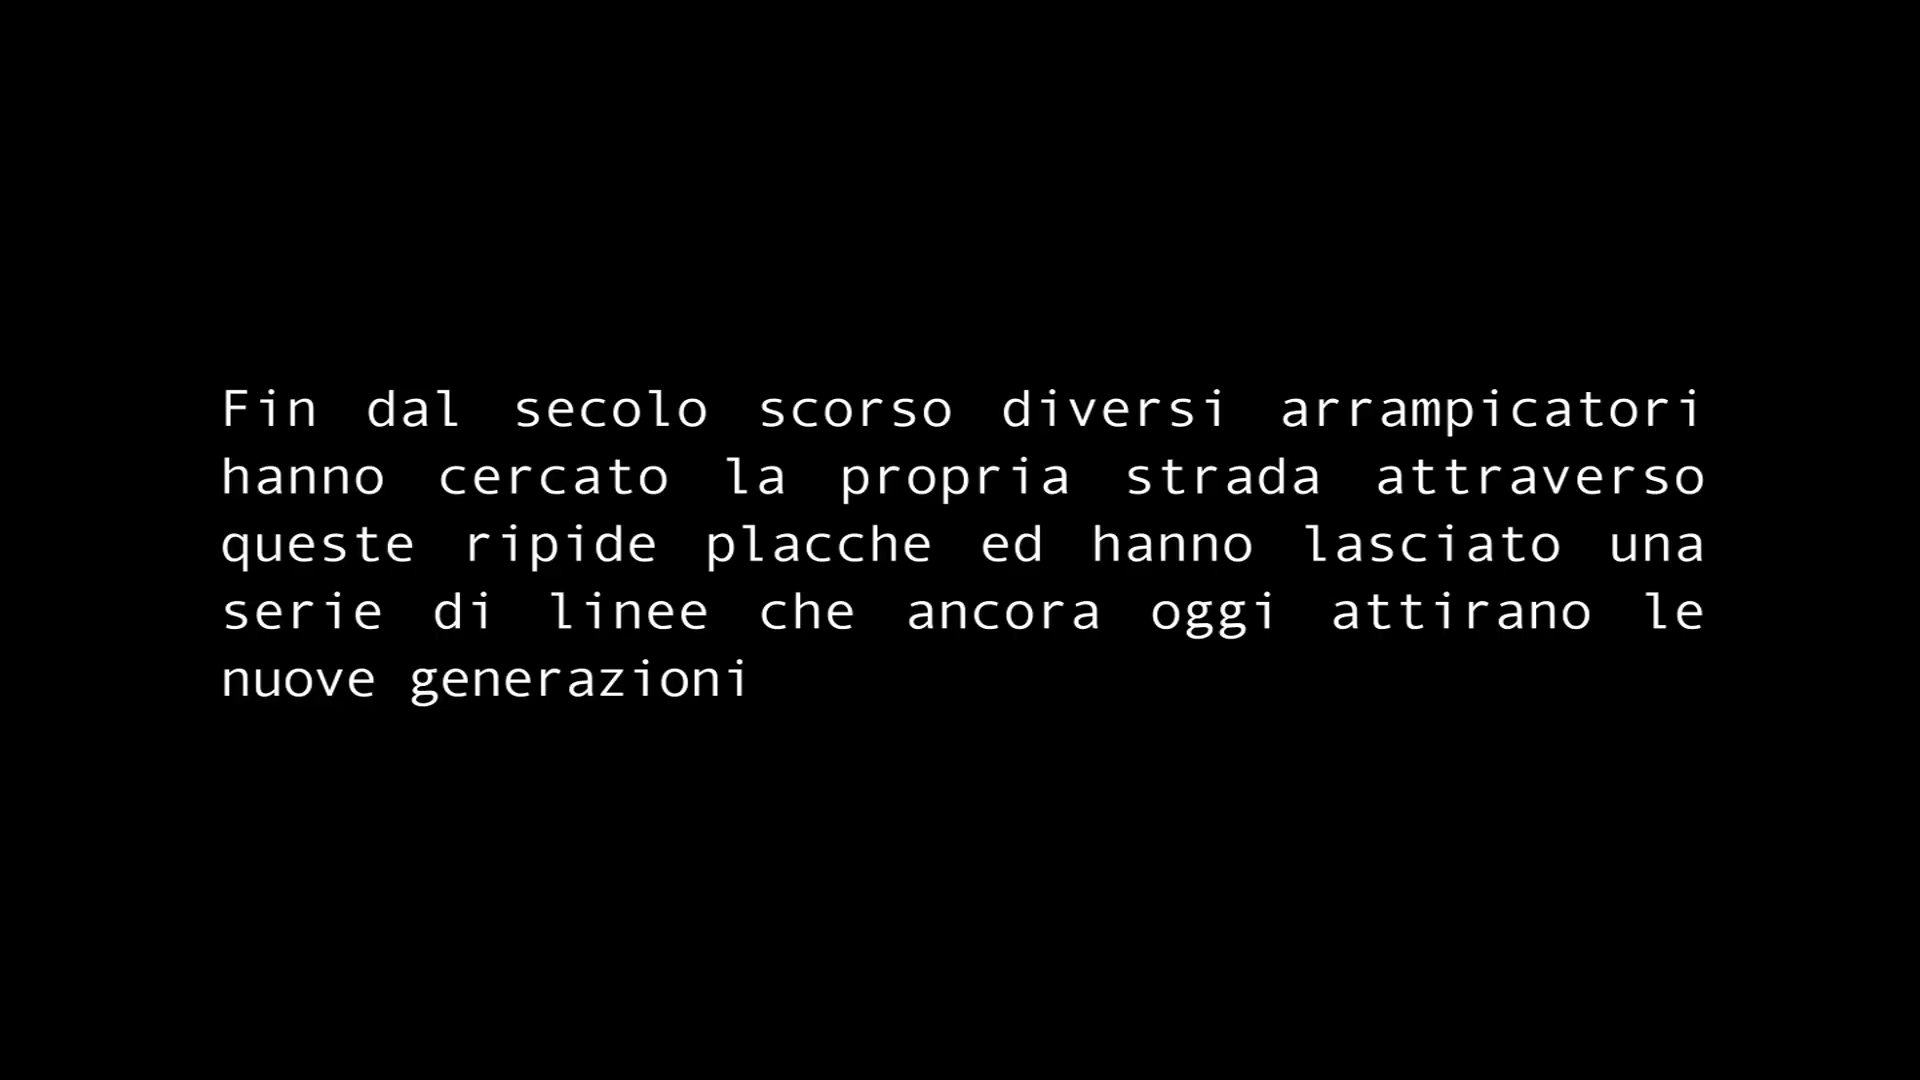 Fin dal secolo scorso diversi arrampicatori
hanno cercato la propria strada attraverso
queste ripide placche ed hanno lasciato una
serie di linee che ancora oggi attirano le
nuove generazioni